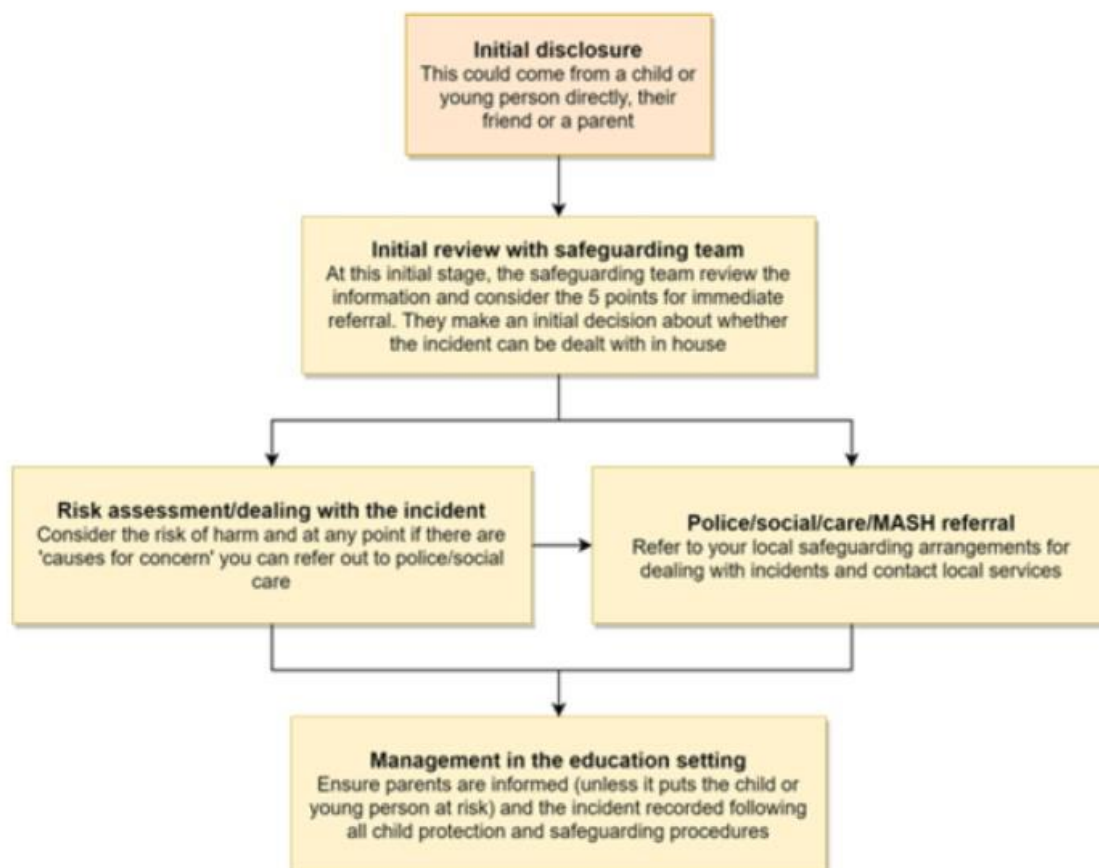 Initial disclosure
This could come from a child or
young person directly, their
friend or a parent
Initial review with safeguarding team
At this initial stage, the safeguarding team review the
information and consider the 5 points for immediate
referral. They make an initial decision about whether
the incident can be dealt with in house
Risk assessment/dealing with the incident
Consider the risk of harm and at any point if there are
'causes for concern' you can refer out to police/social
care
Police/social/care/MASH referral
Refer to your local safeguarding arrangements for
dealing with incidents and contact local services
Management in the education setting
Ensure parents are informed (unless it puts the child or
young person at risk) and the incident recorded following
all child protection and safeguarding procedures